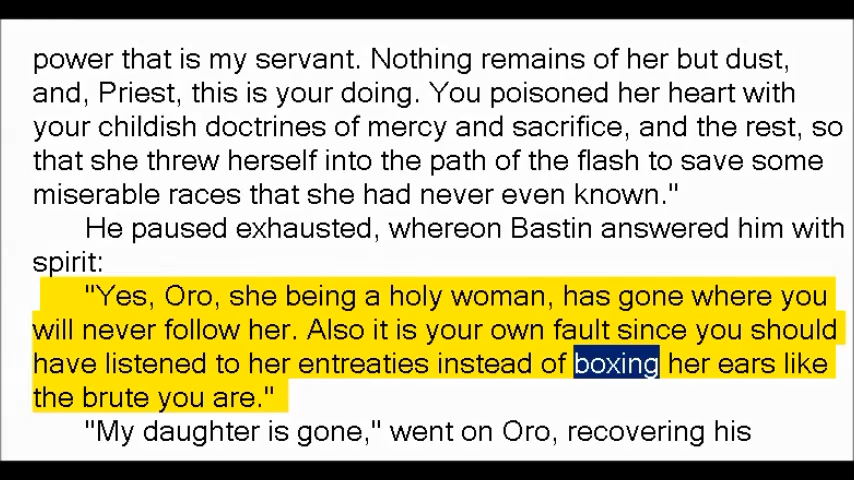 power that is my servant. Nothing remains of her but dust,
and, Priest, this is your doing. You poisoned her heart with
your childish doctrines of mercy and sacrifice, and the rest, so
that she threw herself into the path of the flash to save some
miserable races that she had never even known."
He paused exhausted, whereon Bastin answered him with
spirit:
"Yes, Oro, she being a holy woman, has gone where you
will never follow her. Also it is your own fault since you should
have listened to her entreaties instead of boxing her ears like
the brute you are."
"My daughter is gone," went on Oro, recovering his